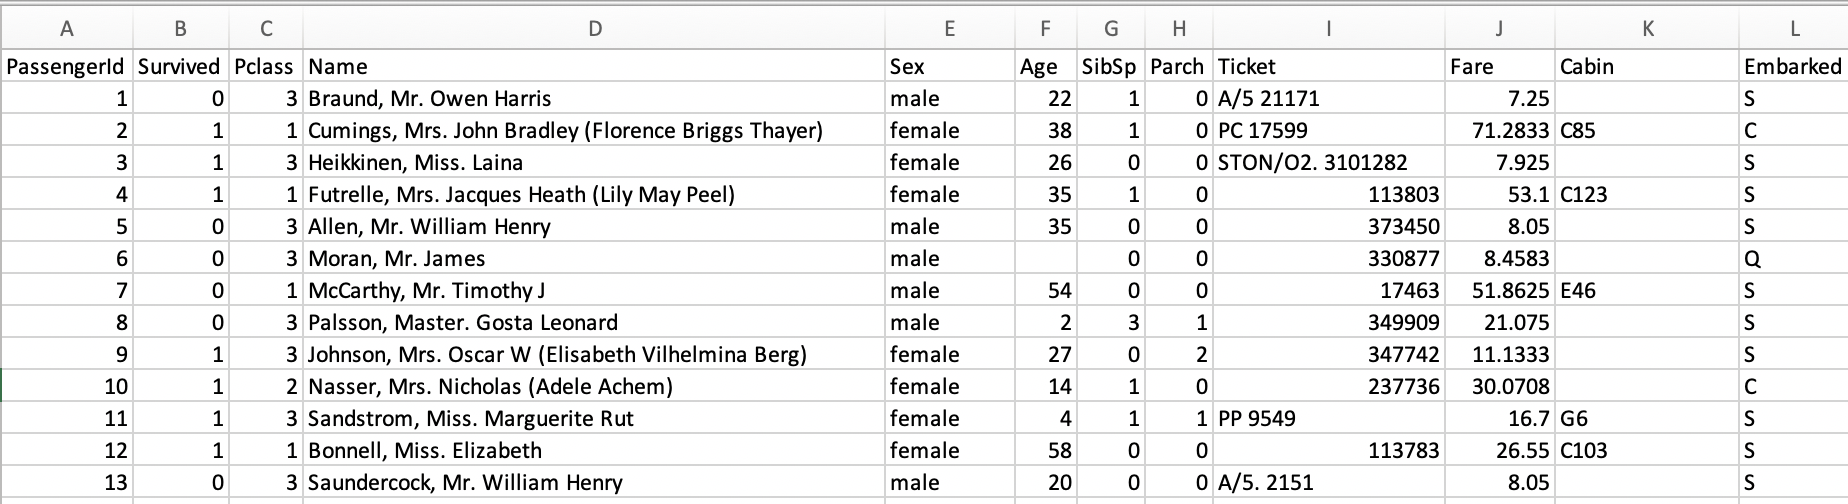 A B C D E F G H I J K L
PassengerId Survived Pclass Name Sex Age SibSp Parch Ticket Fare Cabin Embarked
1 0 3 Braund, Mr. Owen Harris male 22 1 0 A/5 21171 7.25 S
2 1 1 Cumings, Mrs. John Bradley (Florence Briggs Thayer) female 38 1 0 PC 17599 71.2833 C85 C
3 1 3 Heikkinen, Miss. Laina female 26 0 0 STON/O2. 3101282 7.925 S
4 1 1 Futrelle, Mrs. Jacques Heath (Lily May Peel) female 35 1 0 113803 53.1 C123 S
5 0 3 Allen, Mr. William Henry male 35 0 0 373450 8.05 S
6 0 3 Moran, Mr. James male 0 0 330877 8.4583 Q
7 0 1 McCarthy, Mr. Timothy J male 54 0 0 17463 51.8625 E46 S
8 0 3 Palsson, Master. Gosta Leonard male 2 3 1 349909 21.075 S
9 1 3 Johnson, Mrs. Oscar W (Elisabeth Vilhelmina Berg) female 27 0 2 347742 11.1333 S
10 1 2 Nasser, Mrs. Nicholas (Adele Achem) female 14 1 0 237736 30.0708 C
11 1 3 Sandstrom, Miss. Marguerite Rut female 4 1 1 PP 9549 16.7 G6 S
12 1 1 Bonnell, Miss. Elizabeth female 58 0 0 113783 26.55 C103 S
13 0 3 Saundercock, Mr. William Henry male 20 0 0 A/5. 2151 8.05 S